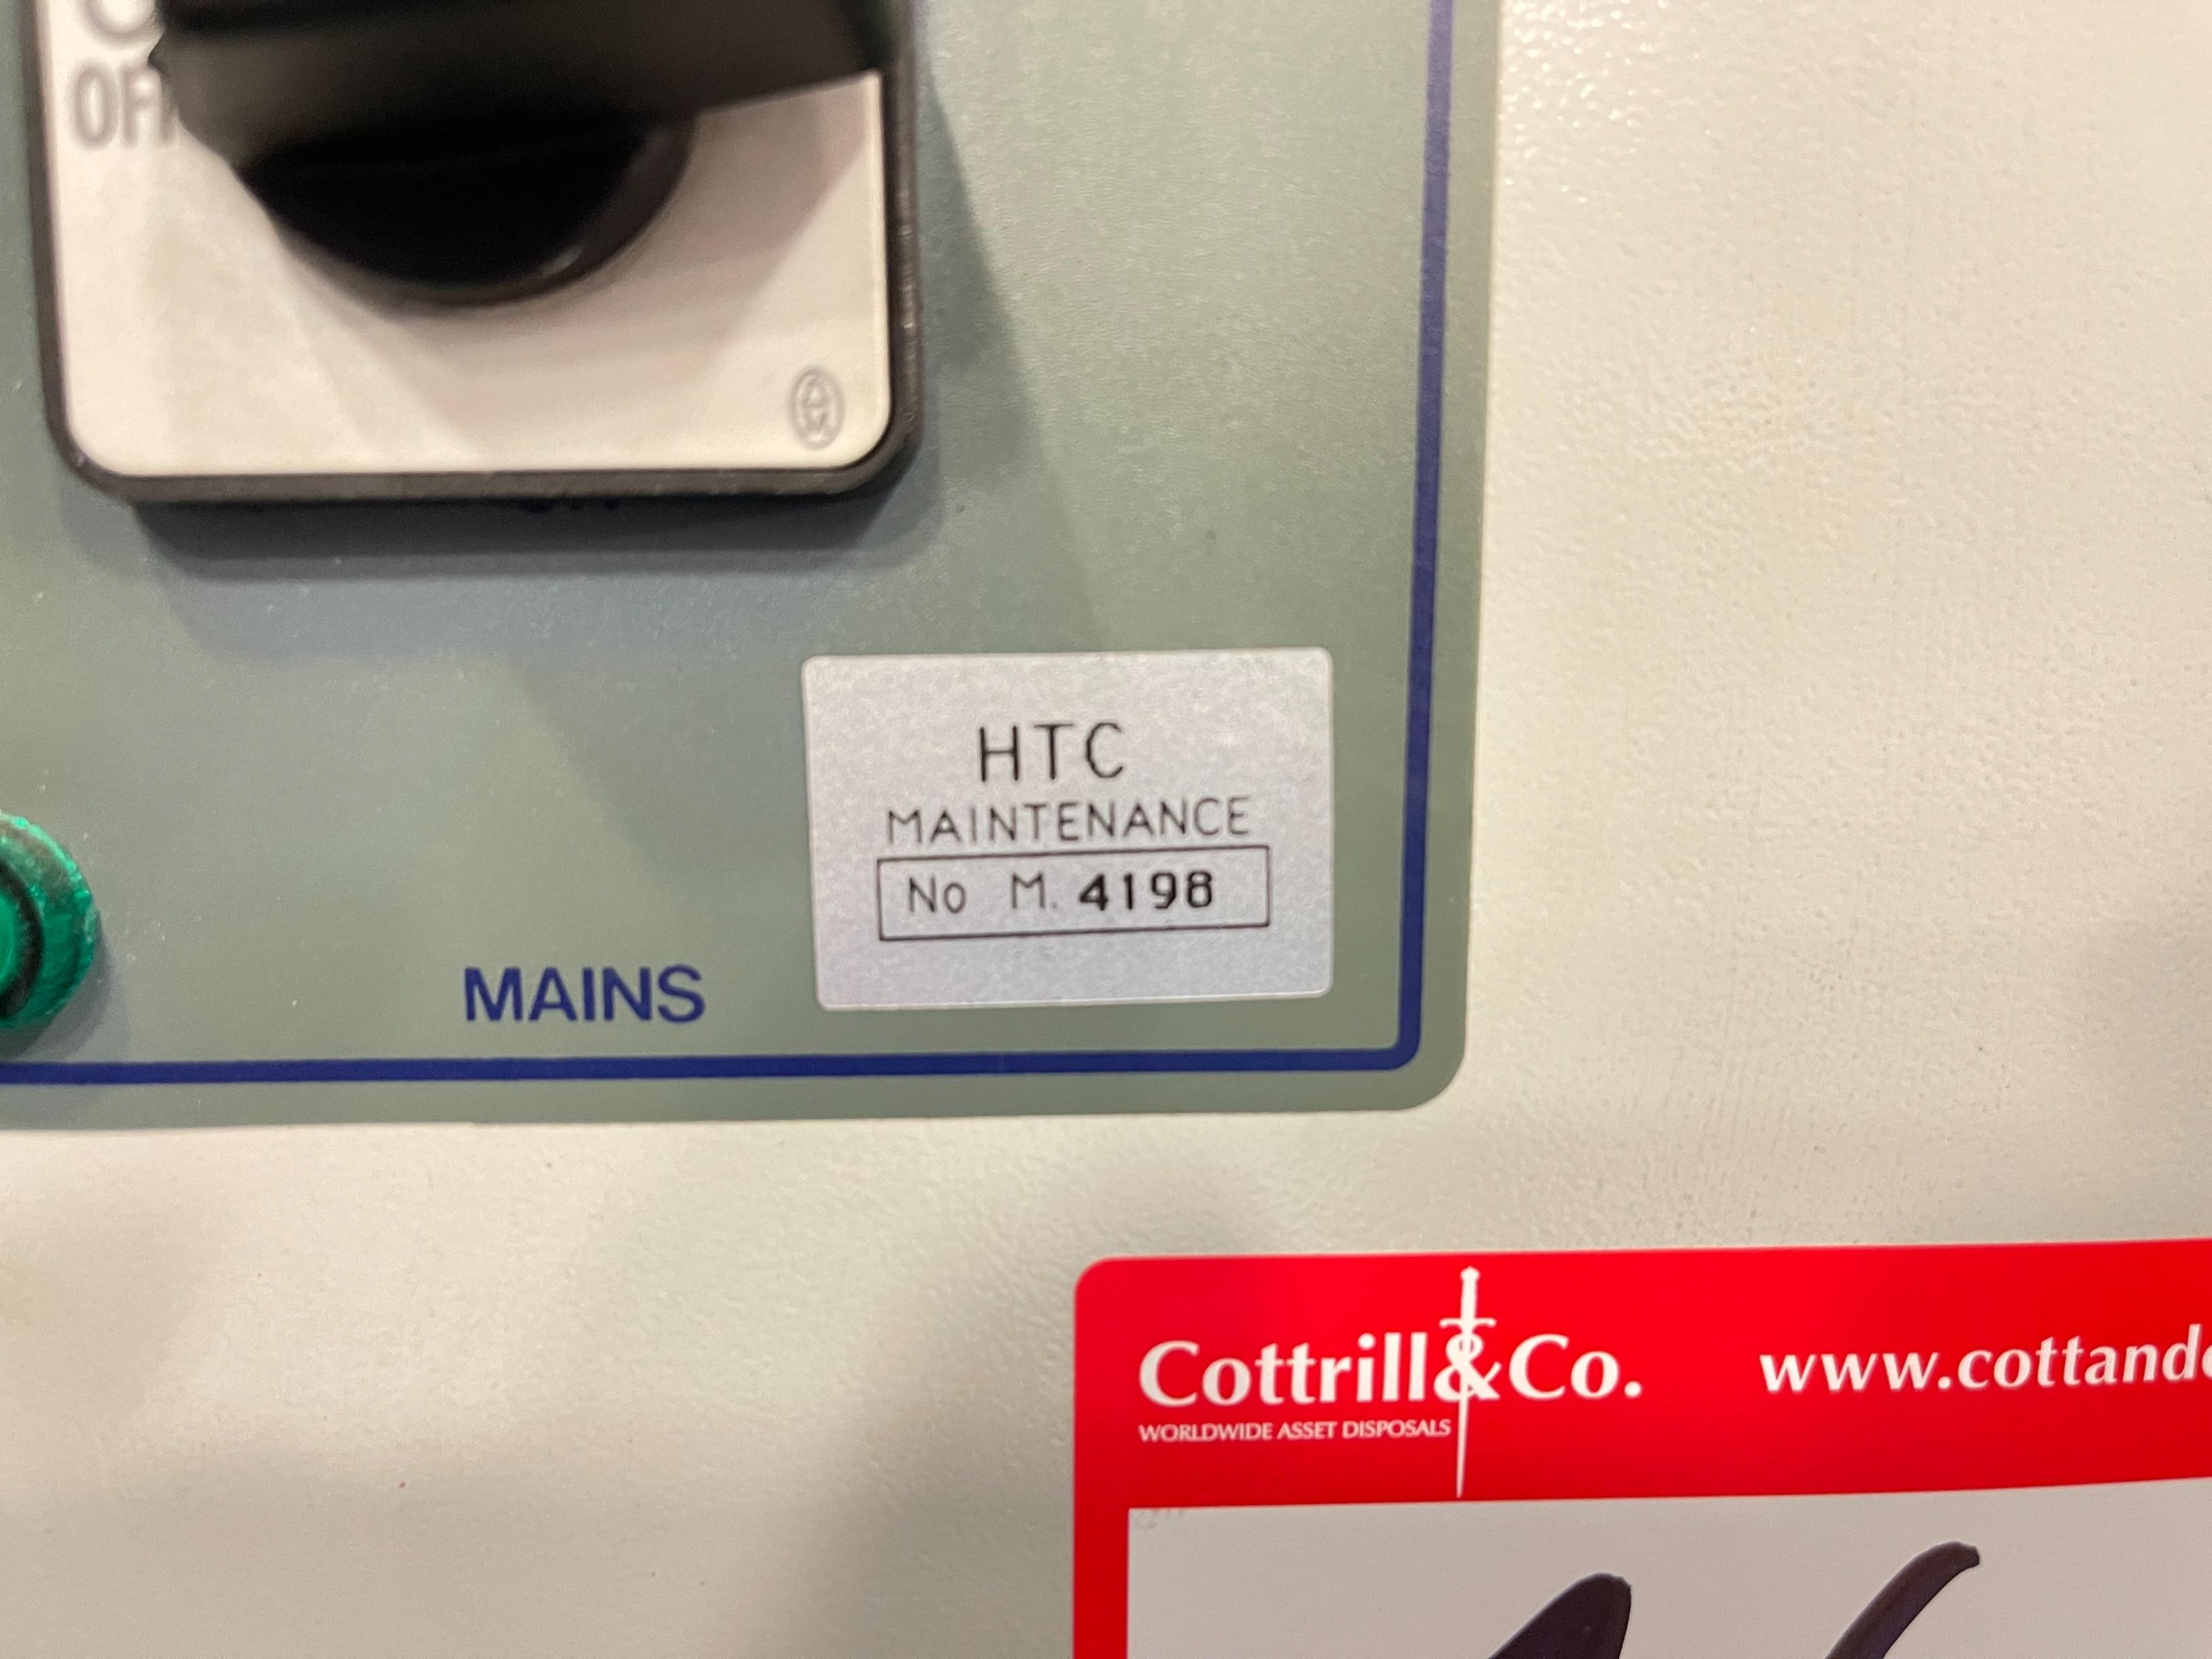 HTC
MAINTENANCE
No M. 4198
MAINS
Cottrill&Co.
WORLDWIDE ASSET DISPOSALS